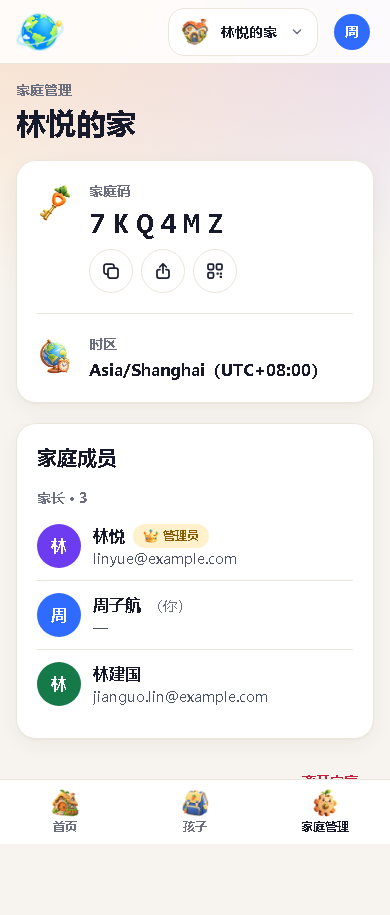 林悦的家
周
家庭管理
林悦的家
家庭码
7KQ4MZ
时区
Asia/Shanghai（UTC+08:00）
家庭成员
家长 • 3
林
林悦 管理员
linyue@example.com
周
周子航 （你）
—
林
林建国
jianguo.lin@example.com
首页
孩子
家庭管理